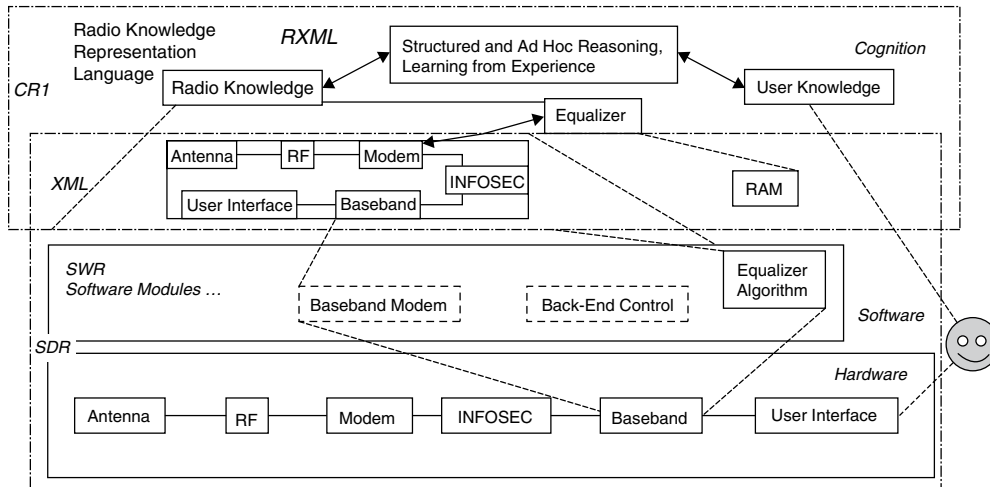 Radio Knowledge
Representation
Language
RXML
Structured and Ad Hoc Reasoning,
Learning from Experience
Cognition
CR1
Radio Knowledge
User Knowledge
Equalizer
Antenna
RF
Modem
XML
INFOSEC
RAM
User Interface
Baseband
SWR
Software Modules …
Equalizer
Algorithm
Baseband Modem
Back-End Control
Software
SDR
Hardware
Antenna
RF
Modem
INFOSEC
Baseband
User Interface